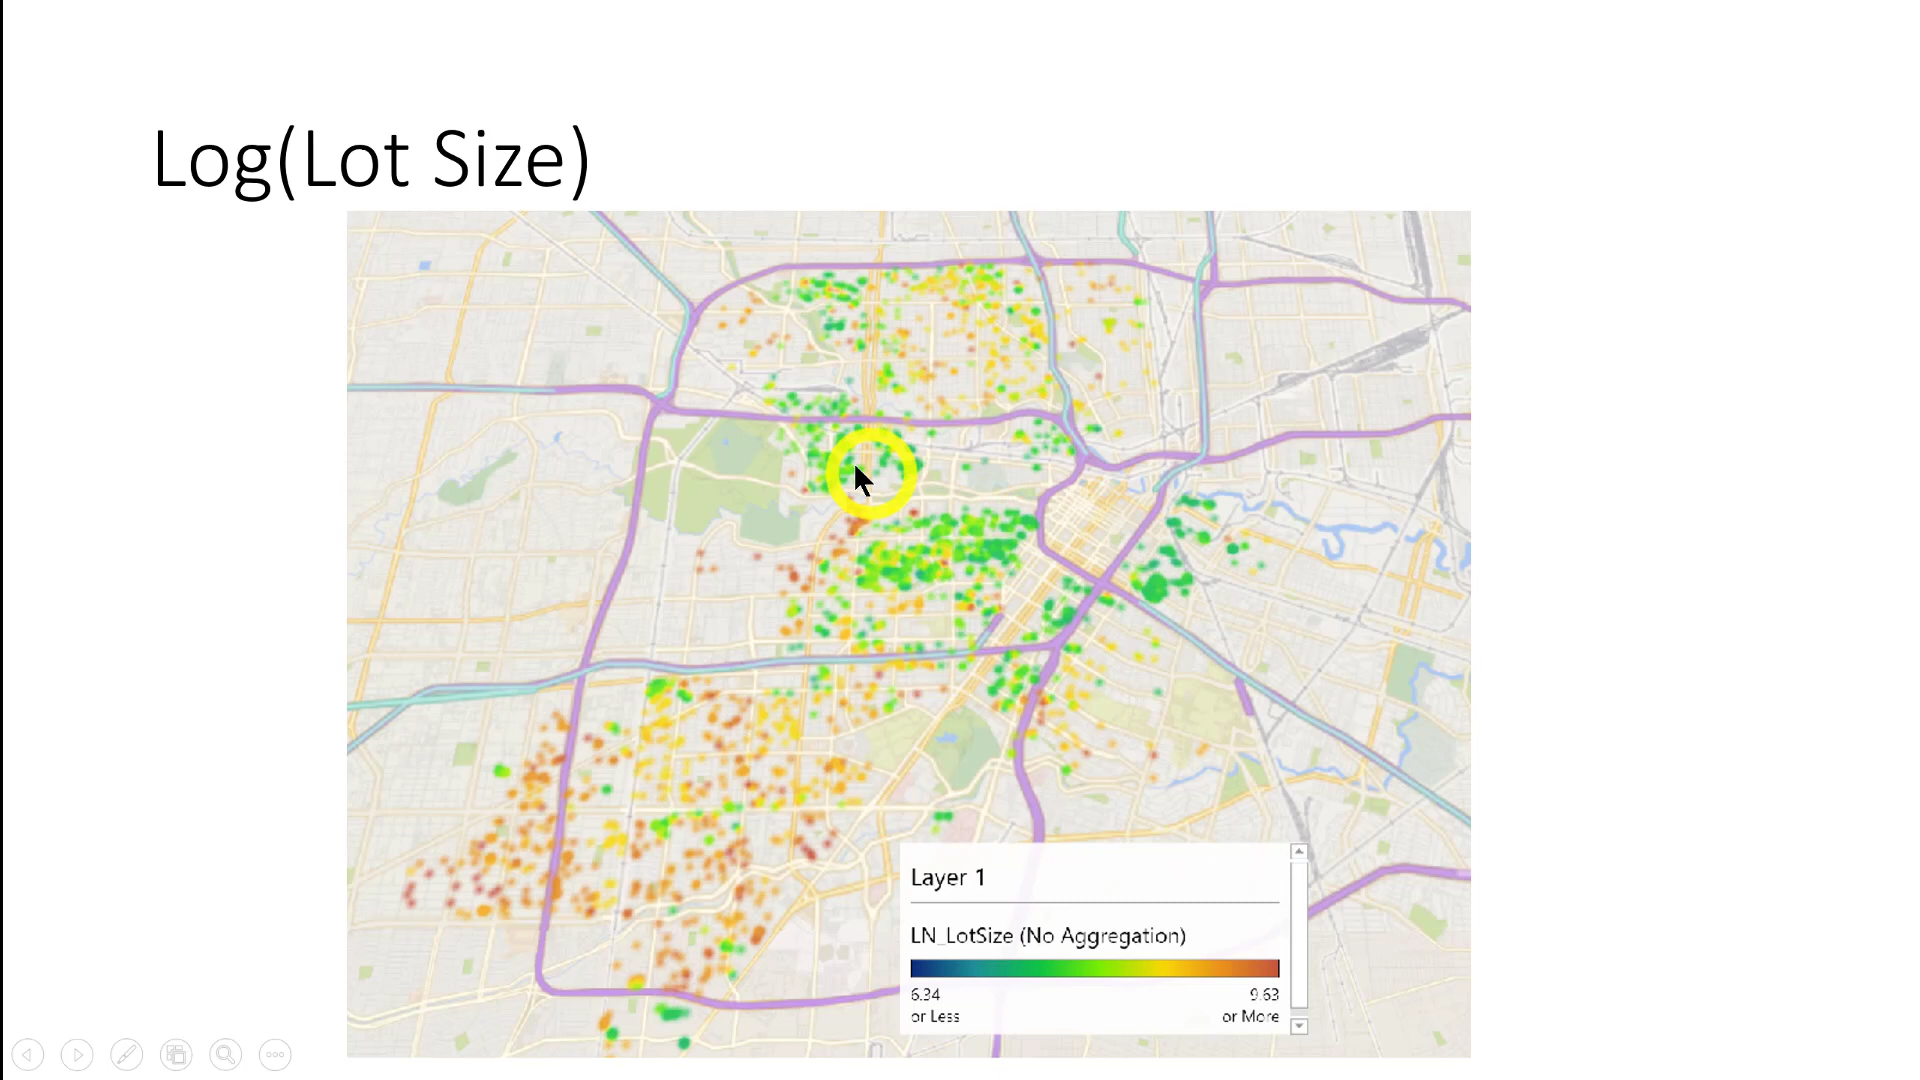 Log(Lot Size)
Layer 1
LN_LotSize (No Aggregation)
6.34 9.63
or Less or More